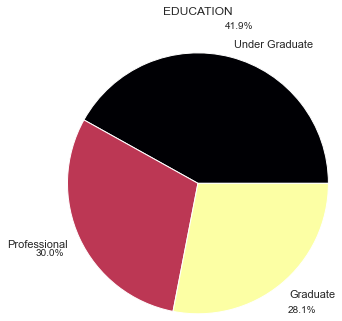 EDUCATION
41.9%
Under Graduate
Professional
30.0%
Graduate
28.1%